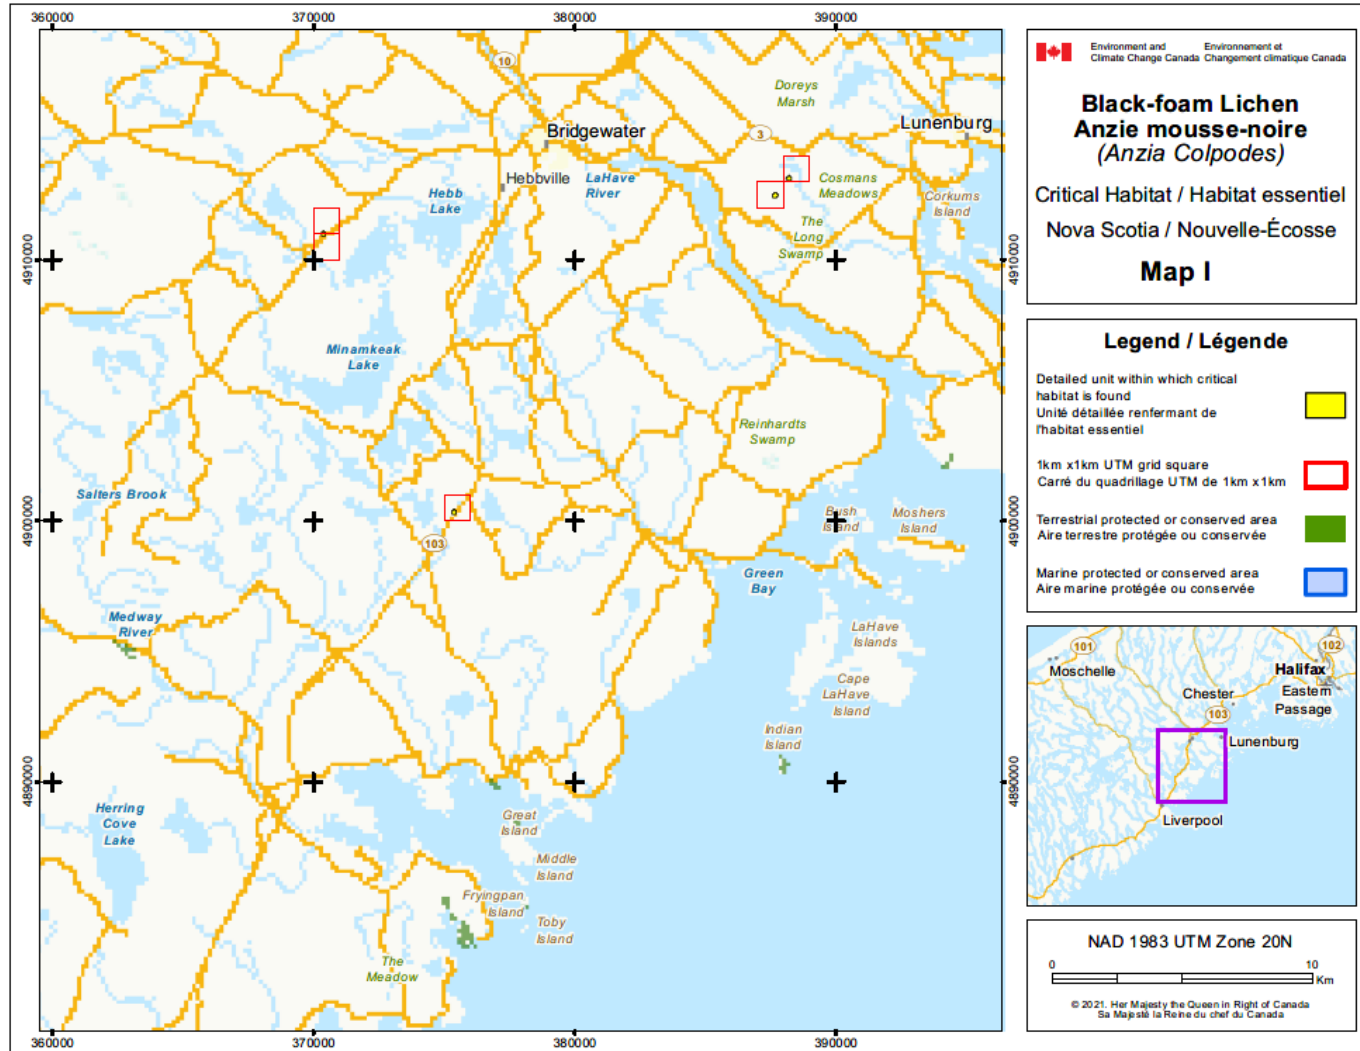 360000
370000
380000
390000
4910000
4900000
4890000
4910000
4900000
4890000
360000
370000
380000
390000
10
Doreys
Marsh
3
Lunenburg
Bridgewater
Hebbville
LaHave
River
Hebb
Lake
Cosmans
Meadows
Corkums
Island
The
Long
Swamp
Minamkeak
Lake
Reinhardts
Swamp
Salters Brook
103
Bush
Island
Moshers
Island
Green
Bay
Medway
River
LaHave
Islands
Cape
LaHave
Island
Indian
Island
Herring
Cove
Lake
Great
Island
Middle
Island
Fryingpan
Island
Toby
Island
The
Meadow
Environment and
Climate Change Canada
Environnement et
Changement climatique Canada
Black-foam Lichen
Anzie mousse-noire
(Anzia Colpodes)
Critical Habitat / Habitat essentiel
Nova Scotia / Nouvelle-Écosse
Map I
Legend / Légende
Detailed unit within which critical
habitat is found
Unité détaillée renfermant de
l'habitat essentiel
1km x1km UTM grid square
Carré du quadrillage UTM de 1km x1km
Terrestrial protected or conserved area
Aire terrestre protégée ou conservée
Marine protected or conserved area
Aire marine protégée ou conservée
101
102
Moschelle
Halifax
Eastern
Passage
Chester
103
Lunenburg
Liverpool
NAD 1983 UTM Zone 20N
0
10
Km
© 2021. Her Majesty the Queen in Right of Canada
Sa Majesté la Reine du chef du Canada